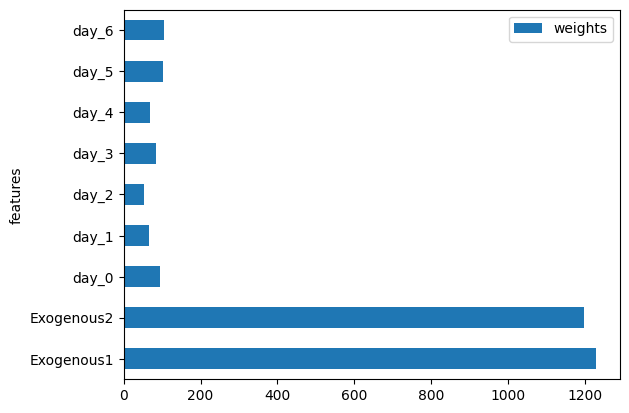 weights
day_6
day_5
day_4
day_3
day_2
day_1
day_0
Exogenous2
Exogenous1
features
0 200 400 600 800 1000 1200